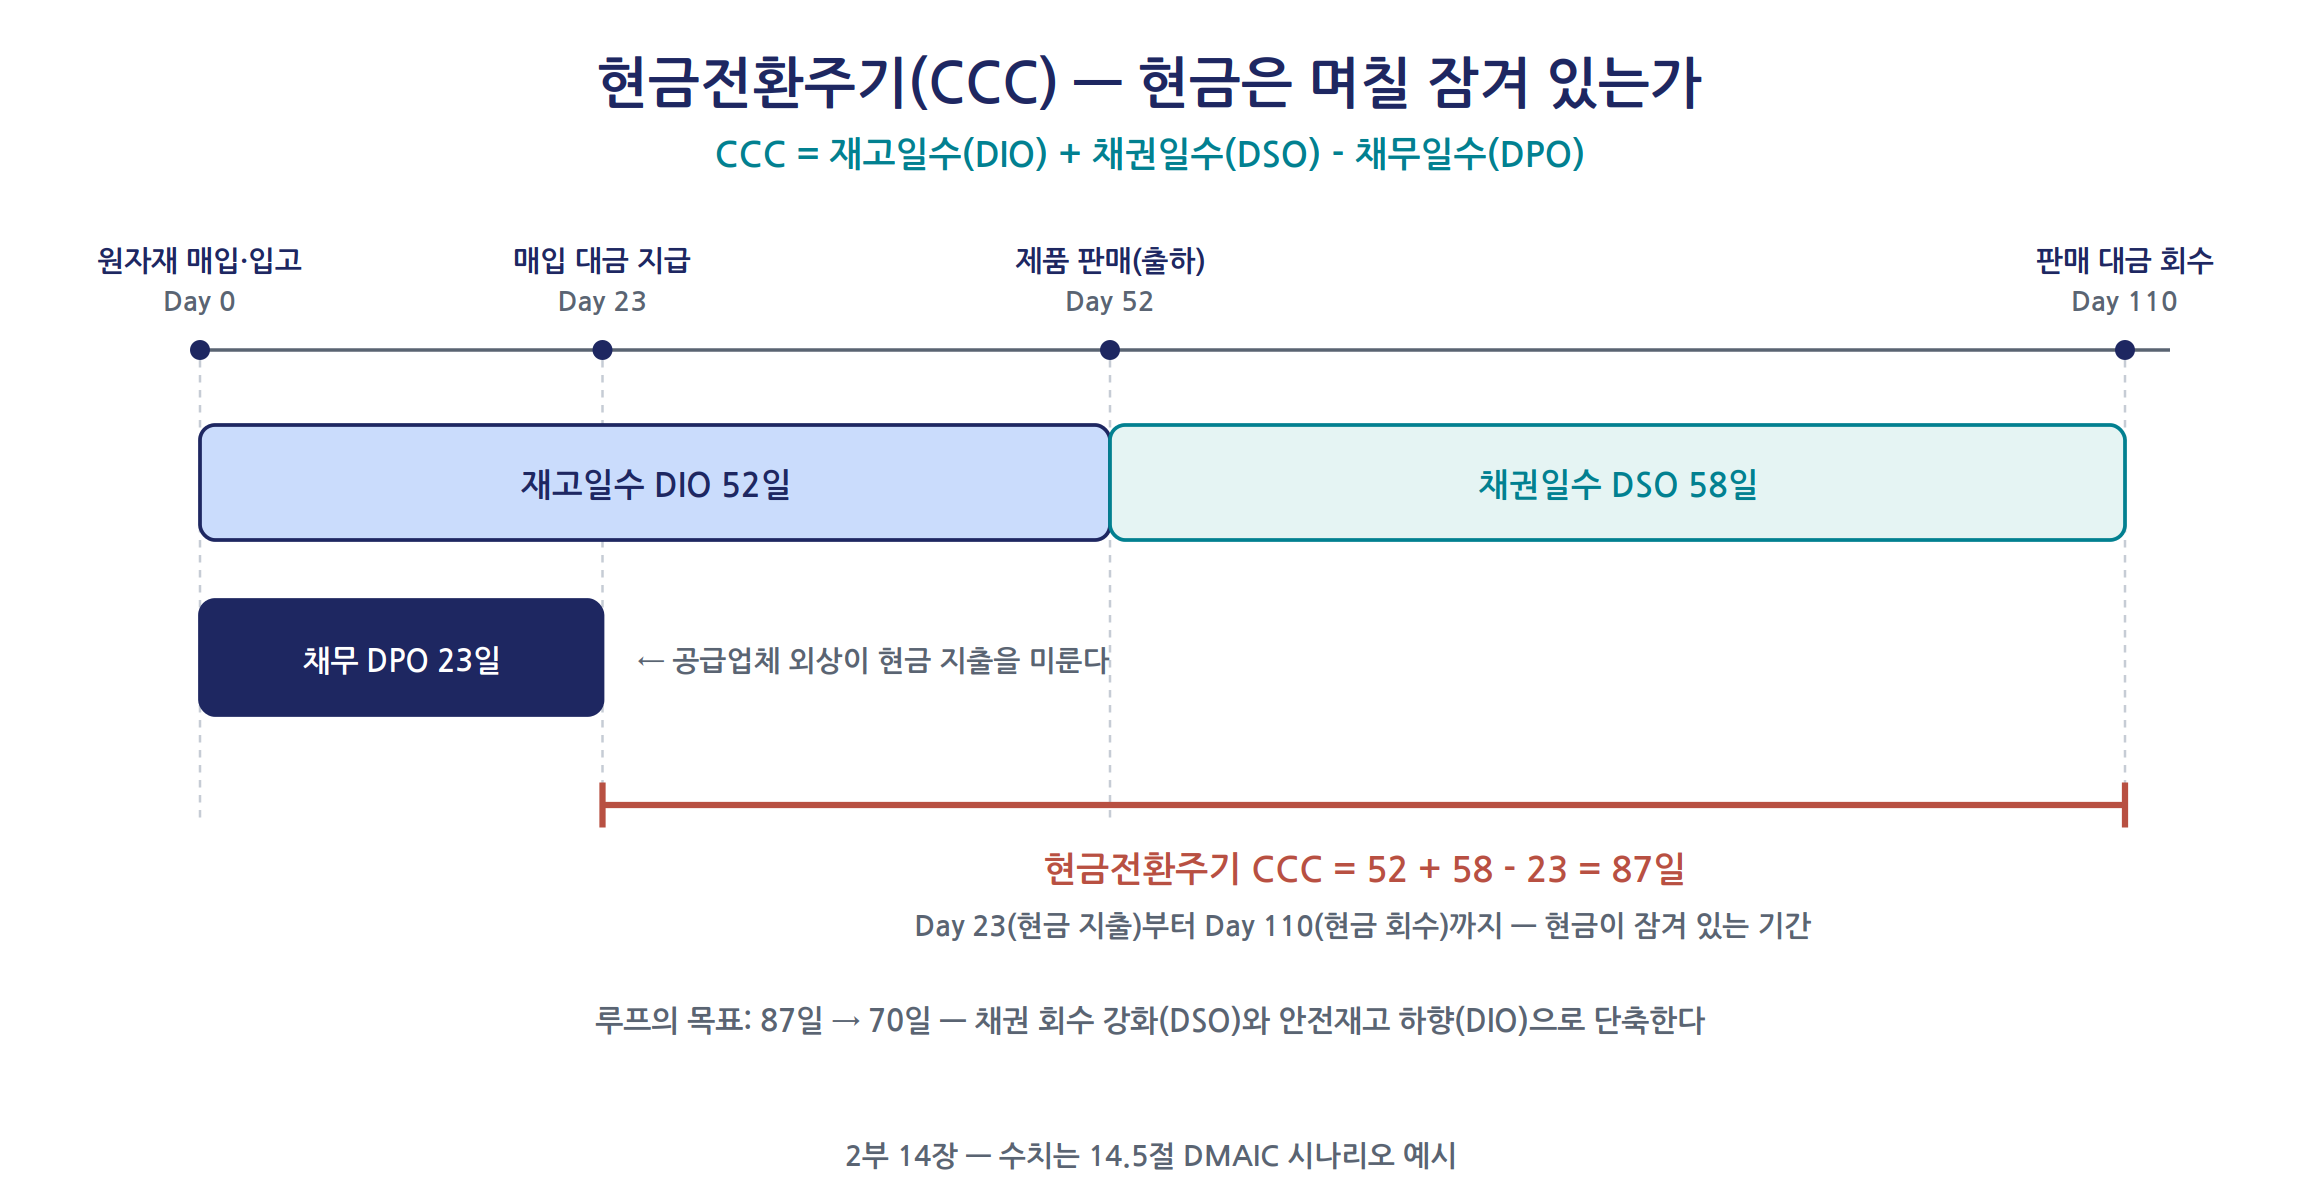 현금전환주기(CCC) — 현금은 며칠 잠겨 있는가
CCC = 재고일수(DIO) + 채권일수(DSO) - 채무일수(DPO)
원자재 매입·입고
Day 0
매입 대금 지급
Day 23
제품 판매(출하)
Day 52
판매 대금 회수
Day 110
재고일수 DIO 52일
채권일수 DSO 58일
채무 DPO 23일
← 공급업체 외상이 현금 지출을 미룬다
현금전환주기 CCC = 52 + 58 - 23 = 87일
Day 23(현금 지출)부터 Day 110(현금 회수)까지 — 현금이 잠겨 있는 기간
루프의 목표: 87일 → 70일 — 채권 회수 강화(DSO)와 안전재고 하향(DIO)으로 단축한다
2부 14장 — 수치는 14.5절 DMAIC 시나리오 예시